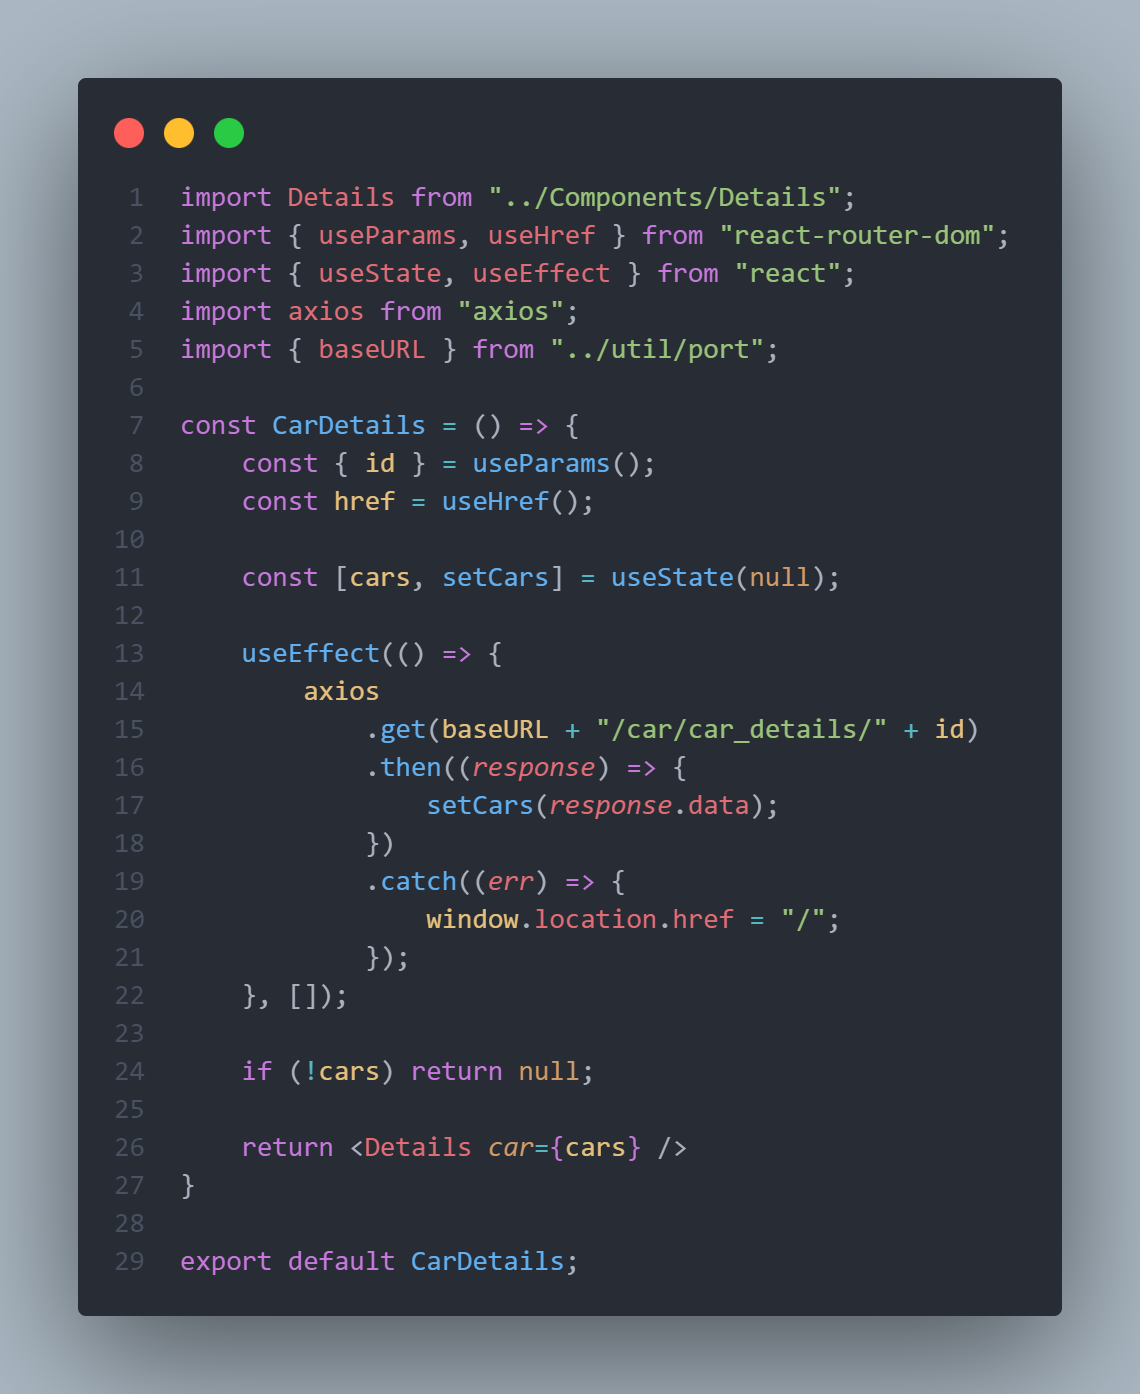 1 import Details from "../Components/Details";
2 import { useParams, useHref } from "react-router-dom";
3 import { useState, useEffect } from "react";
4 import axios from "axios";
5 import { baseURL } from "../util/port";
6
7 const CarDetails = () => {
8     const { id } = useParams();
9     const href = useHref();
10
11     const [cars, setCars] = useState(null);
12
13     useEffect(() => {
14         axios
15             .get(baseURL + "/car/car_details/" + id)
16             .then((response) => {
17                 setCars(response.data);
18             })
19             .catch((err) => {
20                 window.location.href = "/";
21             });
22     }, []);
23
24     if (!cars) return null;
25
26     return <Details car={cars} />
27 }
28
29 export default CarDetails;